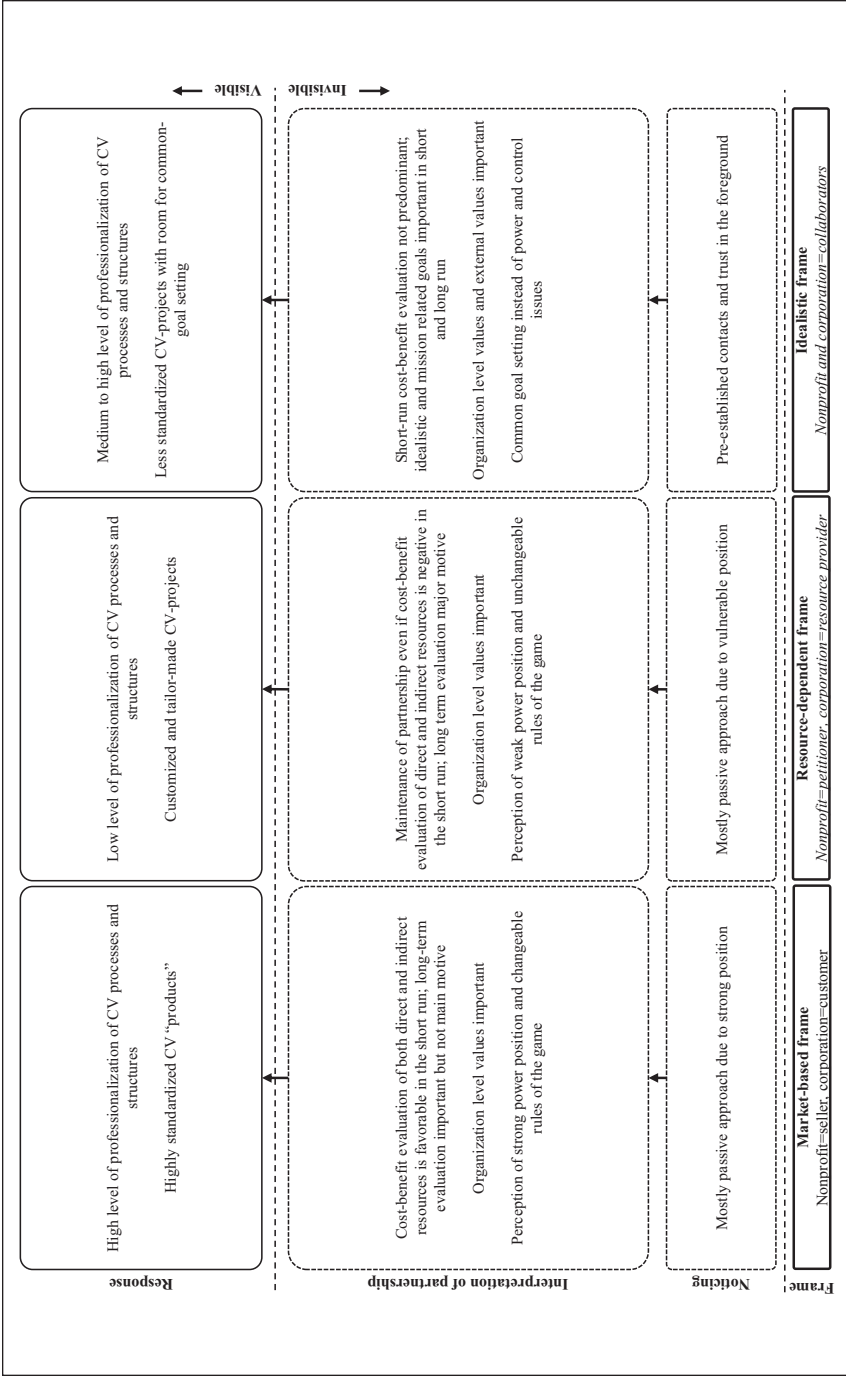 Response
High level of professionalization of CV processes and
structures
Highly standardized CV “products”
Low level of professionalization of CV processes and
structures
Customized and tailor-made CV-projects
Medium to high level of professionalization of CV
processes and structures
Less standardized CV-projects with room for common-
goal setting
Visible
Invisible
Interpretation of partnership
Cost-benefit evaluation of both direct and indirect
resources is favorable in the short run; long-term
evaluation important but not main motive
Organization level values important
Perception of strong power position and changeable
rules of the game
Maintenance of partnership even if cost-benefit
evaluation of direct and indirect resources is negative in
the short run; long term evaluation major motive
Organization level values important
Perception of weak power position and unchangeable
rules of the game
Short-run cost-benefit evaluation not predominant;
idealistic and mission related goals important in short
and long run
Organization level values and external values important
Common goal setting instead of power and control
issues
Noticing
Mostly passive approach due to strong position
Mostly passive approach due to vulnerable position
Pre-established contacts and trust in the foreground
Frame
Market-based frame
Nonprofit=seller, corporation=customer
Resource-dependent frame
Nonprofit=petitioner, corporation=resource provider
Idealistic frame
Nonprofit and corporation=collaborators